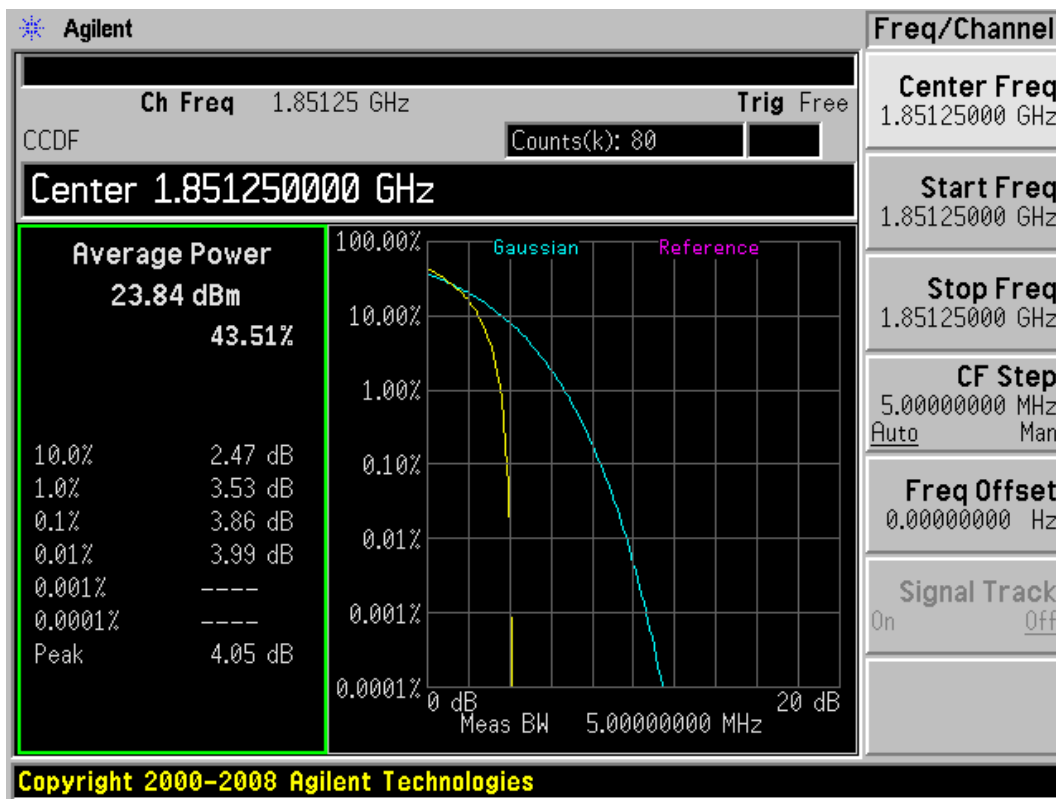 Agilent
Freq/Channel
Ch Freq 1.85125 GHz Trig Free
CCDF Counts(k): 80
Center 1.851250000 GHz
Average Power
23.84 dBm
43.51%
10.0% 2.47 dB
1.0% 3.53 dB
0.1% 3.86 dB
0.01% 3.99 dB
0.001% ----
0.0001% ----
Peak 4.05 dB
Gaussian Reference
100.00%
10.00%
1.00%
0.10%
0.01%
0.001%
0.0001%
0 dB 20 dB
Meas BW 5.00000000 MHz
Center Freq
1.85125000 GHz
Start Freq
1.85125000 GHz
Stop Freq
1.85125000 GHz
CF Step
5.00000000 MHz
Auto Man
Freq Offset
0.00000000 Hz
Signal Track
On Off
Copyright 2000-2008 Agilent Technologies